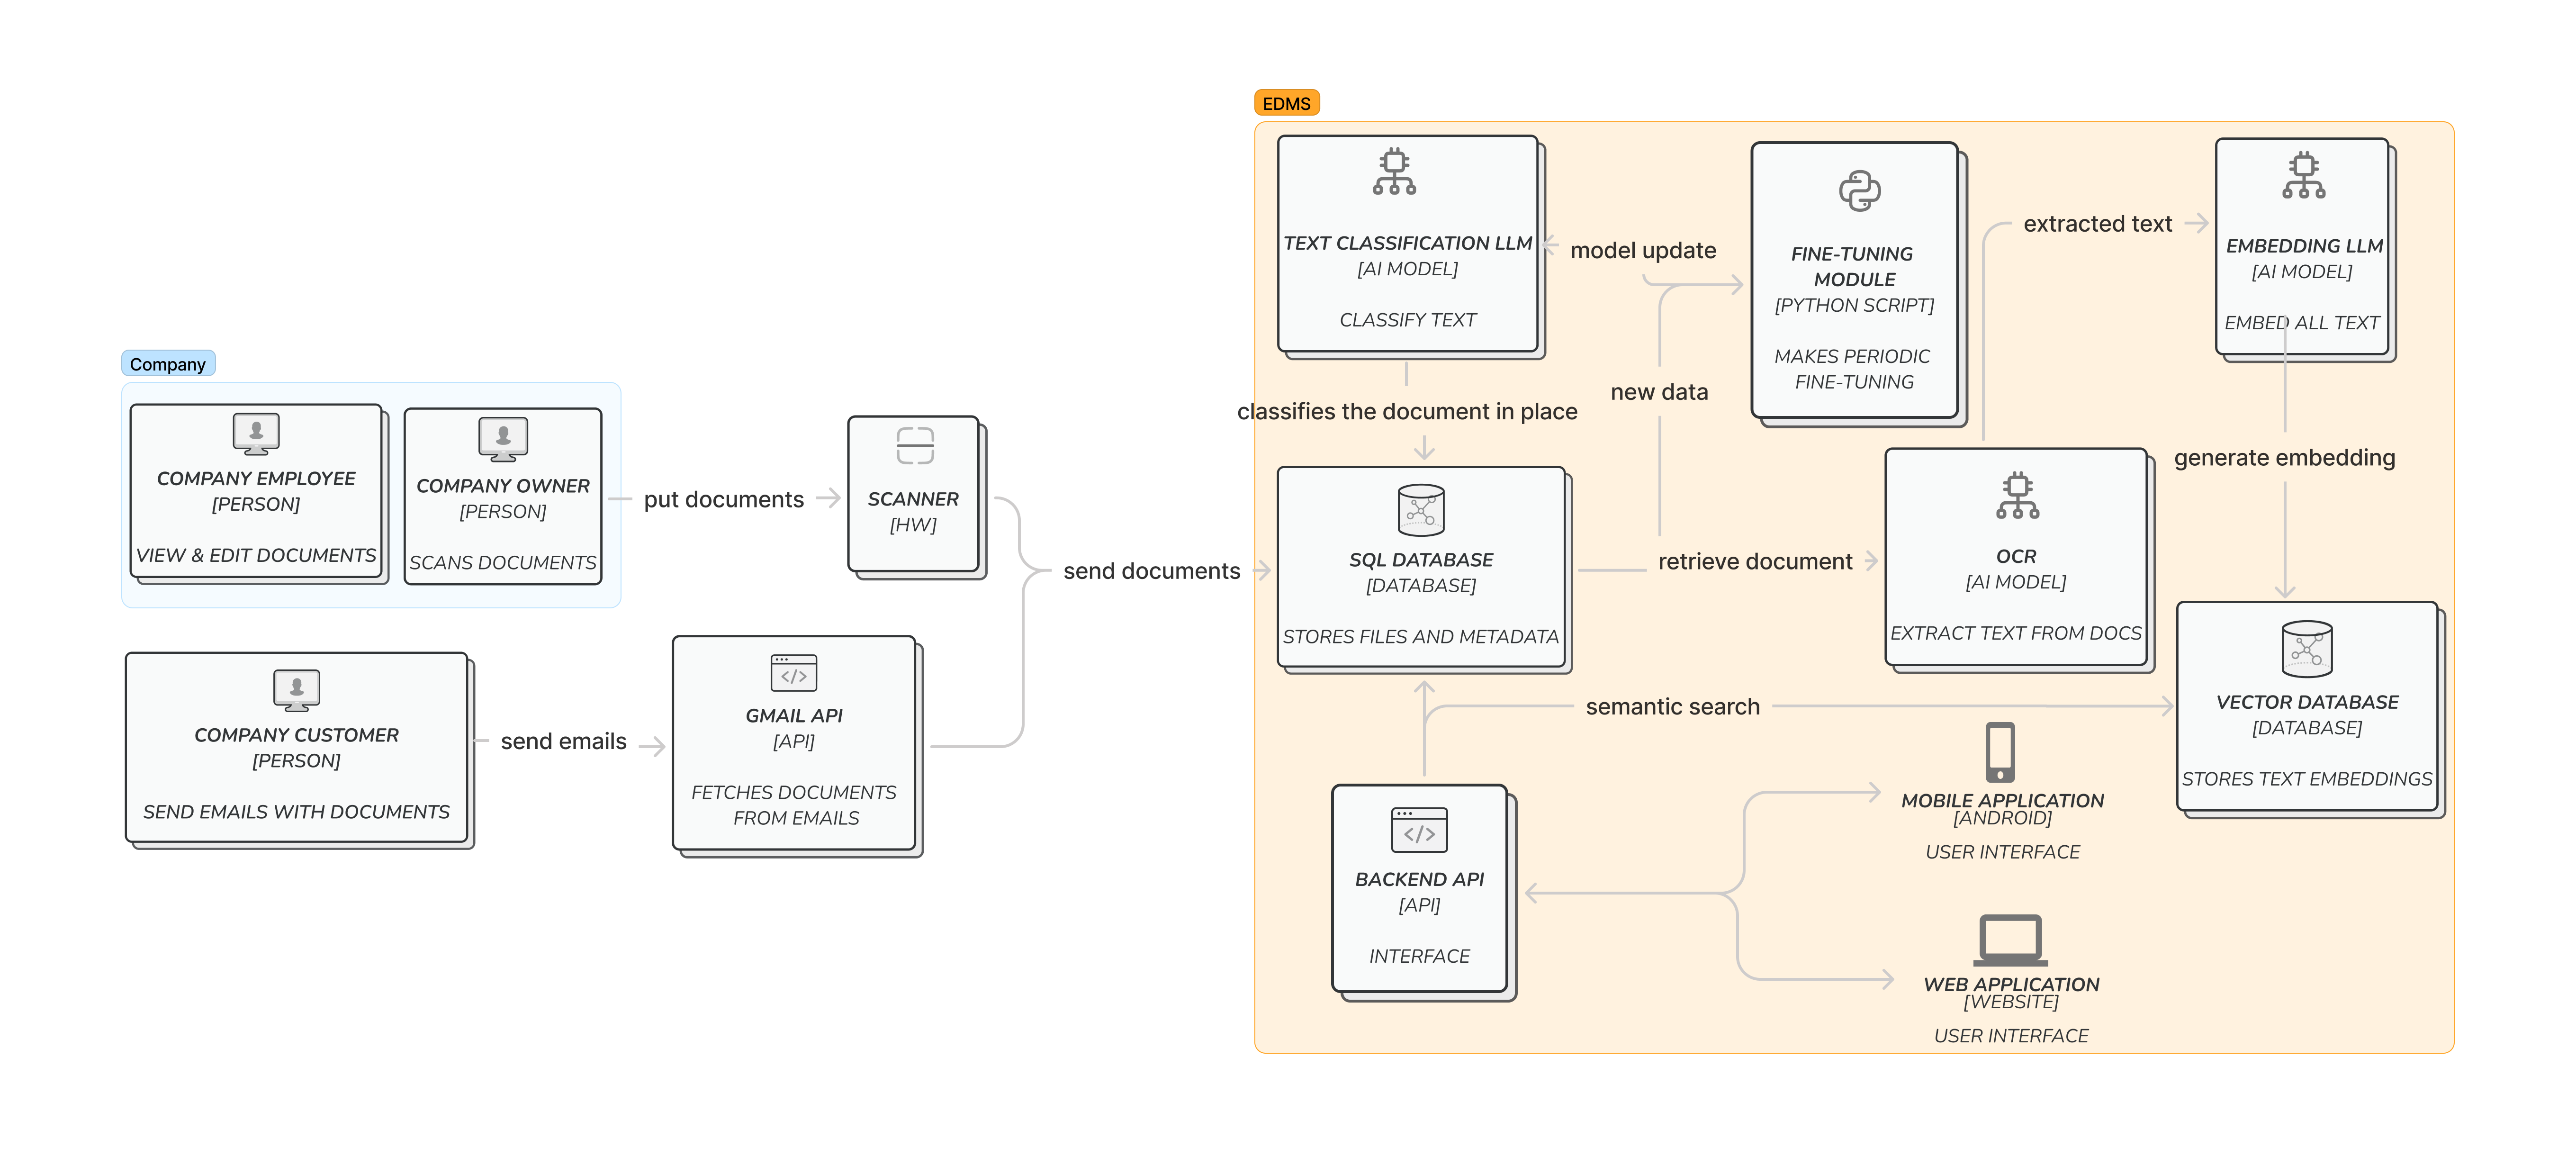 EDMS
TEXT CLASSIFICATION LLM
[AI MODEL]
CLASSIFY TEXT
model update
FINE-TUNING
MODULE
[PYTHON SCRIPT]
MAKES PERIODIC
FINE-TUNING
extracted text
EMBEDDING LLM
[AI MODEL]
EMBED ALL TEXT
Company
COMPANY EMPLOYEE
[PERSON]
VIEW & EDIT DOCUMENTS
COMPANY OWNER
[PERSON]
SCANS DOCUMENTS
put documents
SCANNER
[HW]
send documents
classifies the document in place
new data
generate embedding
SQL DATABASE
[DATABASE]
STORES FILES AND METADATA
retrieve document
OCR
[AI MODEL]
EXTRACT TEXT FROM DOCS
COMPANY CUSTOMER
[PERSON]
SEND EMAILS WITH DOCUMENTS
send emails
GMAIL API
[API]
FETCHES DOCUMENTS
FROM EMAILS
semantic search
VECTOR DATABASE
[DATABASE]
STORES TEXT EMBEDDINGS
BACKEND API
[API]
INTERFACE
MOBILE APPLICATION
[ANDROID]
USER INTERFACE
WEB APPLICATION
[WEBSITE]
USER INTERFACE